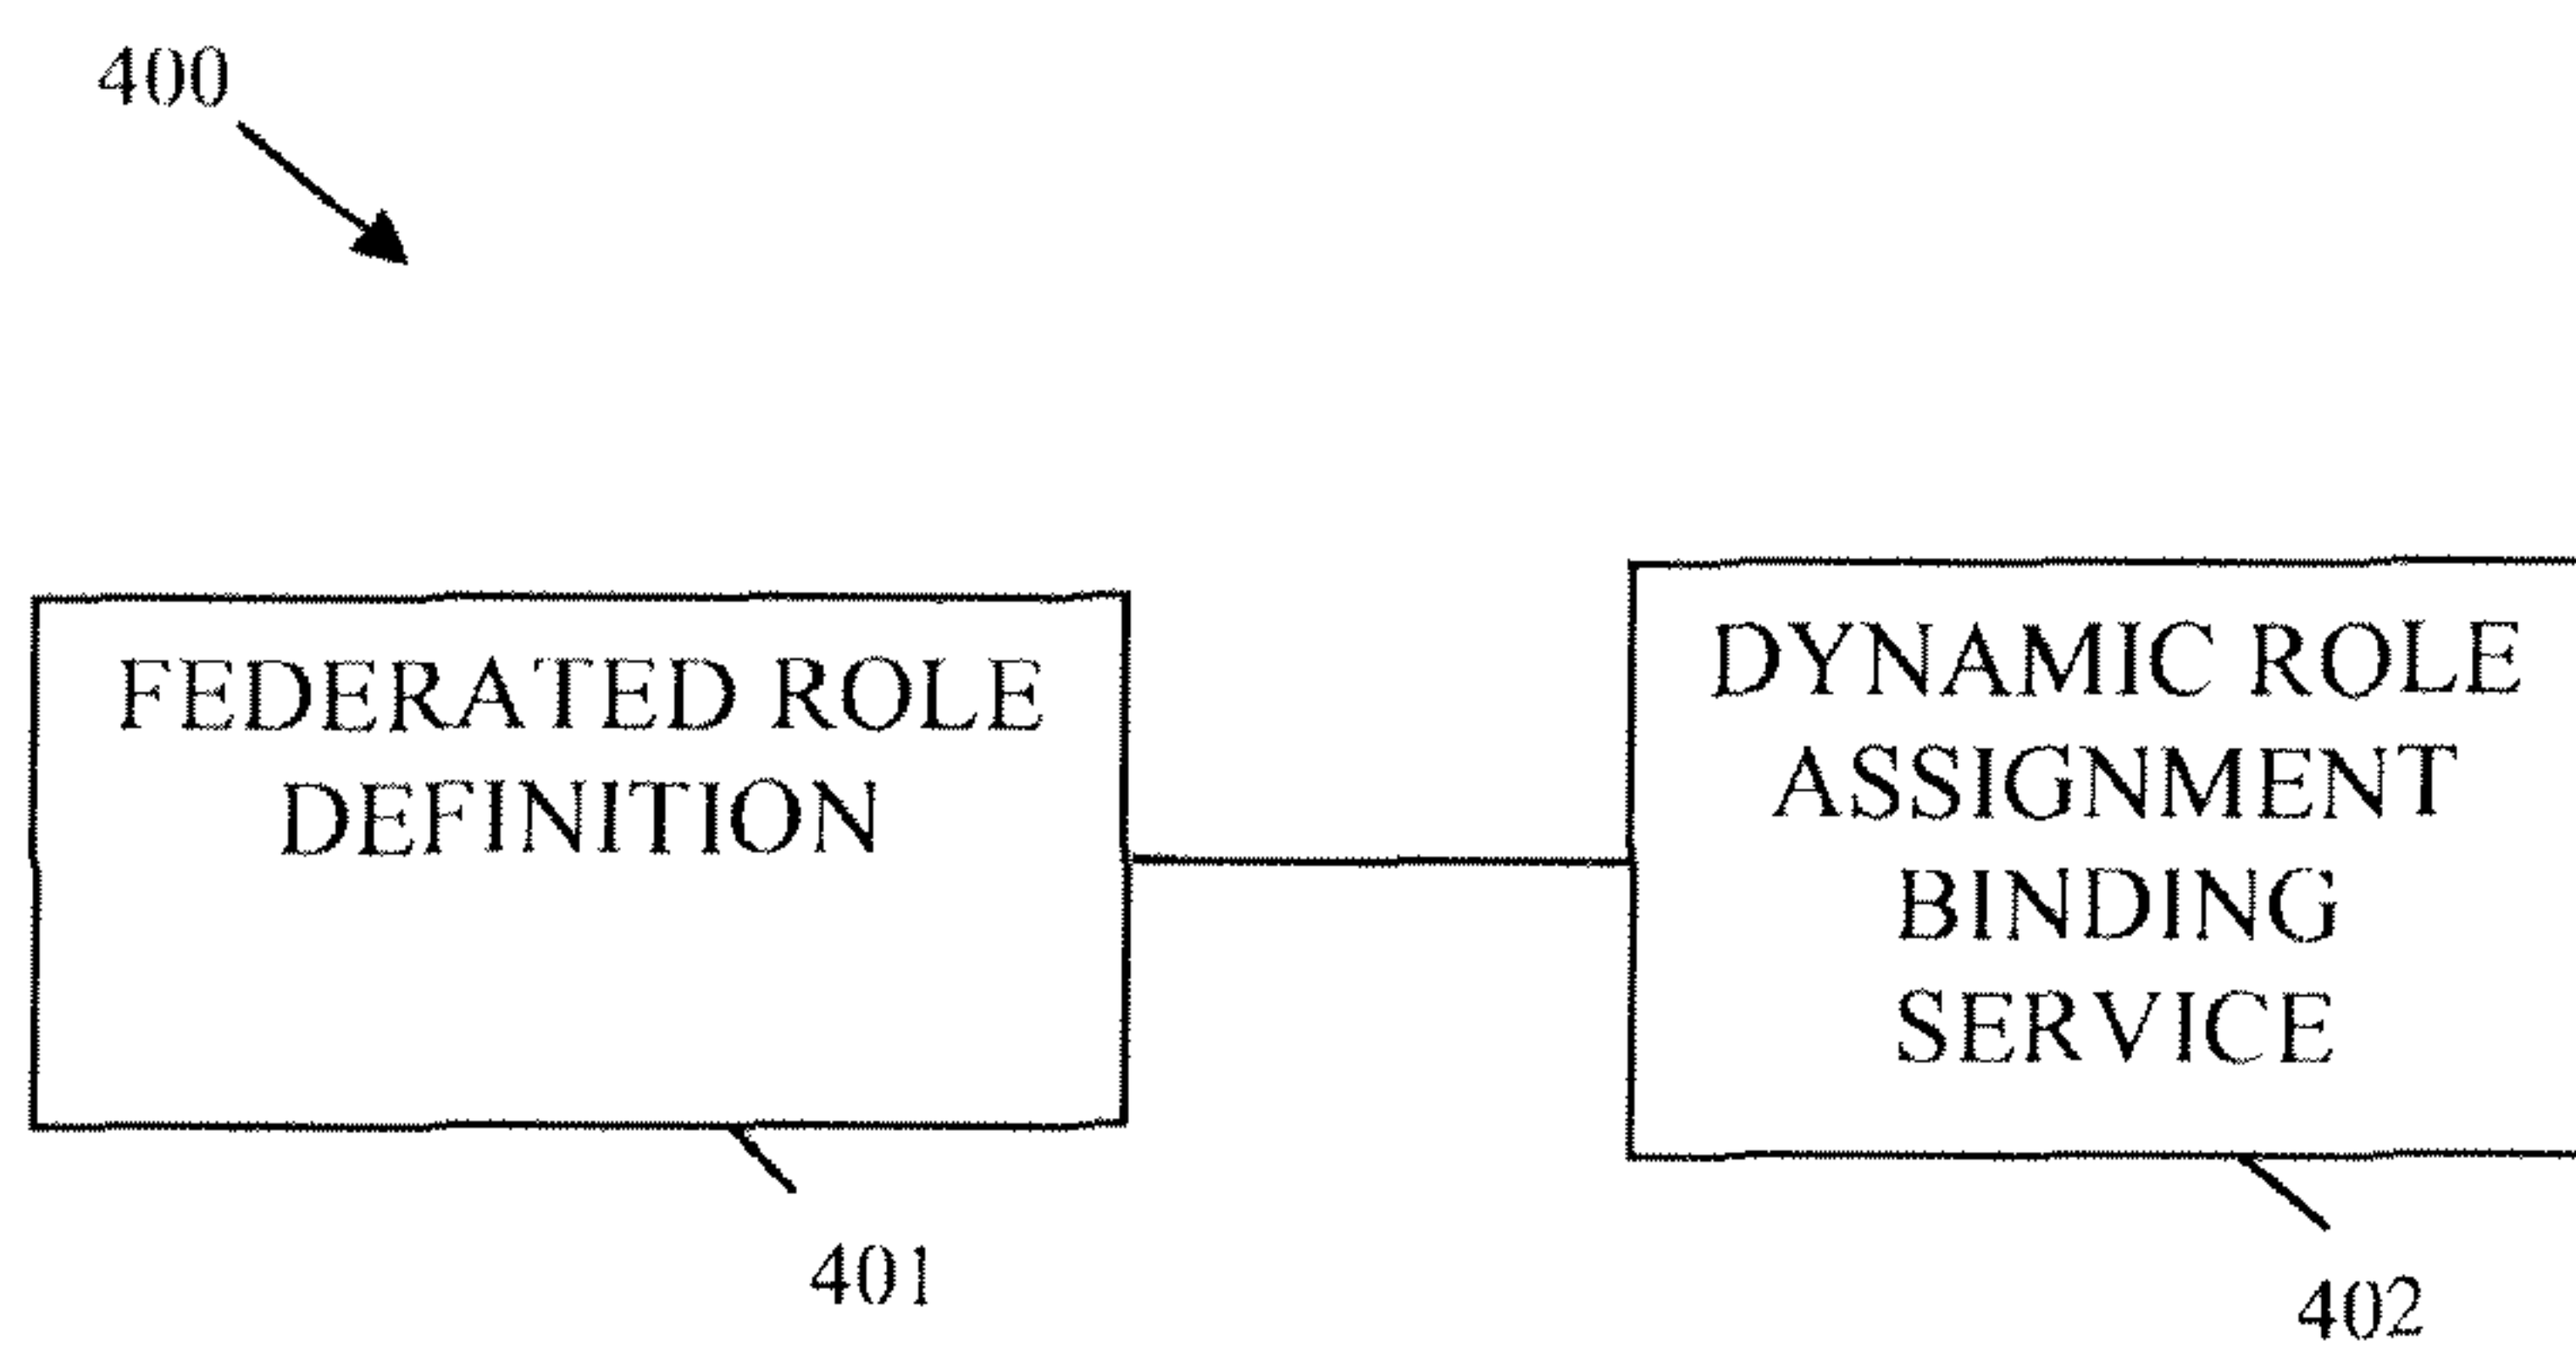 400
FEDERATED ROLE
DEFINITION
DYNAMIC ROLE
ASSIGNMENT
BINDING
SERVICE
401
402